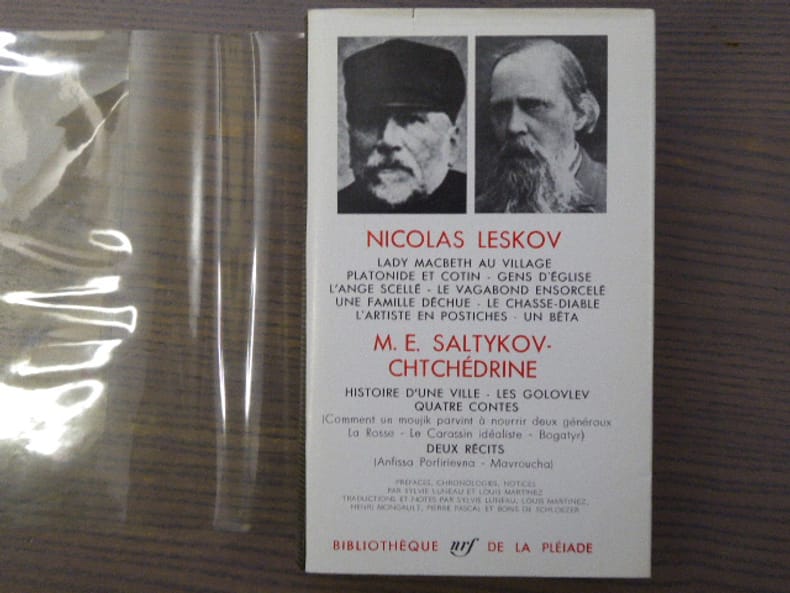 NICOLAS LESKOV
LADY MACBETH AU VILLAGE
PLATONIDE ET COTIN - GENS D'ÉGLISE
L'ANGE SCELLÉ - LE VAGABOND ENSORCELÉ
UNE FAMILLE DÉCHUE - LE CHASSE-DIABLE
L'ARTISTE EN POSTICHES - UN BÊTA
M. E. SALTYKOV-
CHTCHÉDRINE
HISTOIRE D'UNE VILLE - LES GOLOVLEV
QUATRE CONTES
(Comment un moujik parvint à nourrir deux généraux
La Rosse - Le Carassin idéaliste - Bogatyr)
DEUX RÉCITS
(Anfissa Porfirievna - Mavroucha)
PRÉFACES, CHRONOLOGIES, NOTICES
PAR SYLVIE LUNEAU ET LOUIS MARTINEZ
TRADUCTIONS ET NOTES PAR SYLVIE LUNEAU, LOUIS MARTINEZ,
HENRI MONGAULT, PIERRE PASCAL ET BORIS DE SCHLOEZER
BIBLIOTHÈQUE nrf DE LA PLÉIADE